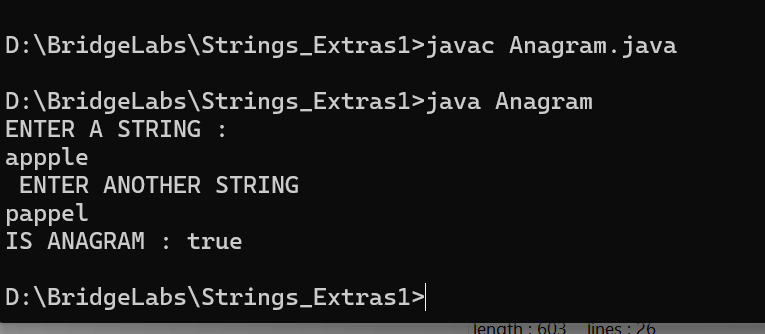 D:\BridgeLabs\Strings_Extras1>javac Anagram.java
D:\BridgeLabs\Strings_Extras1>java Anagram
ENTER A STRING :
appple
 ENTER ANOTHER STRING
pappel
IS ANAGRAM : true
D:\BridgeLabs\Strings_Extras1>
length : 603    lines : 26